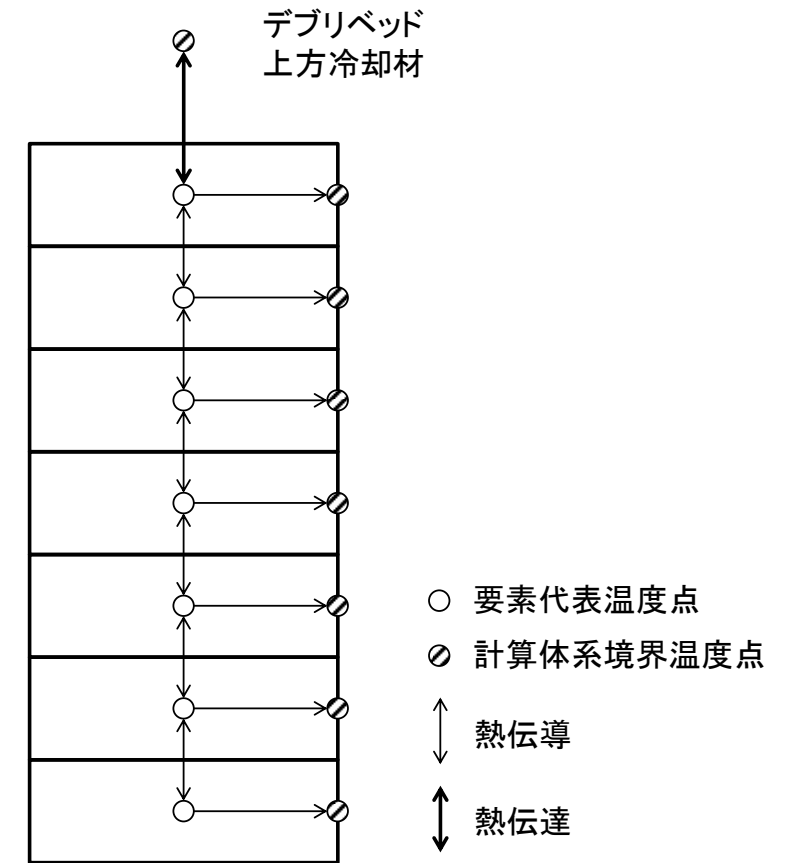 デブリベッド
上方冷却材
要素代表温度点
計算体系境界温度点
熱伝導
熱伝達